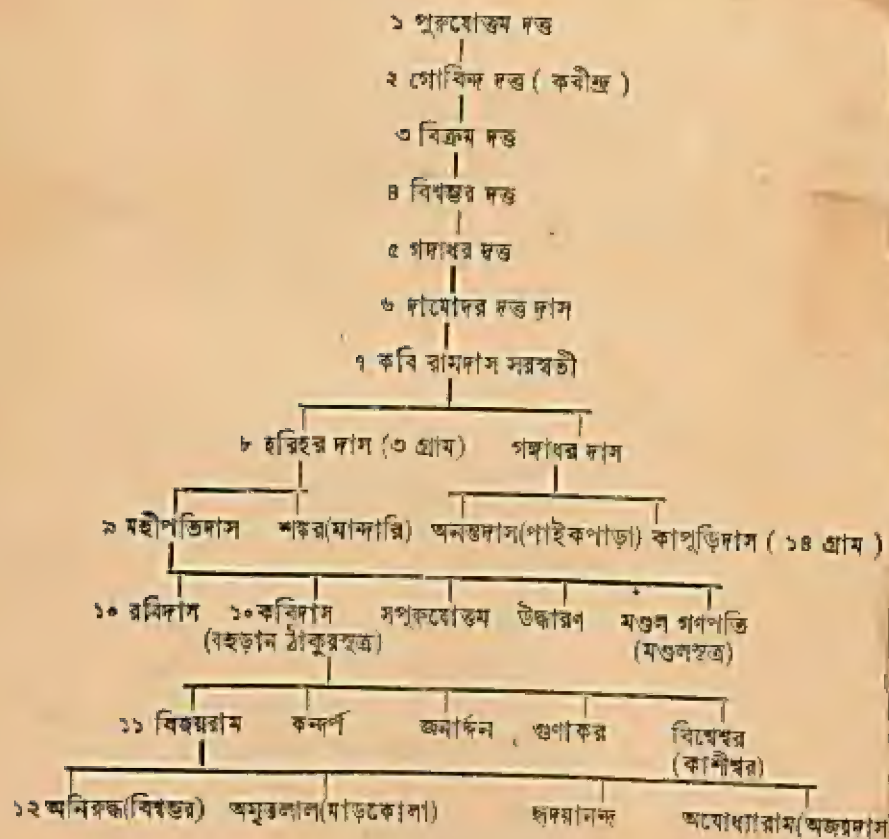 ১ পুরুষোত্তম দত্ত
২ গোবিন্দ দত্ত ( কবীন্দ্র )
৩ বিক্রম দত্ত
৪ বিশ্বম্ভর দত্ত
৫ গদাধর দত্ত
৬ দামোদর দত্ত দাস
৭ কবি রামদাস সরস্বতী
৮ হরিহর দাস (৩ গ্রাম) গঙ্গাধর দাস
৯ মহীপতিদাস শঙ্কর(মান্দারি) অনন্তদাস(পাইকপাড়া) কাপুড়িদাস ( ১৪ গ্রাম )
১০ রবিদাস ১০ কবিদাস সপুরুষোত্তম উদ্ধারণ মণ্ডল গণপতি
(বহড়ান ঠাকুরসূত্র) (মণ্ডলসূত্র)
১১ বিজয়রাম কন্দর্প জনার্দ্দন গুণাকর বিশ্বেশ্বর
(কাশীশ্বর)
১২ অনিরুদ্ধ(বিশ্বম্ভর) অমৃতলাল(মাড়কোলা) হৃদয়ানন্দ অযোধ্যারাম(অজয়দাস